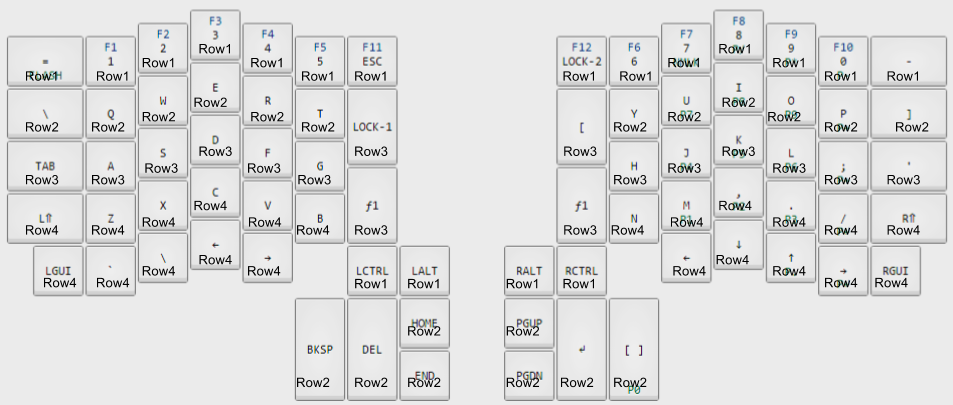 F3 F8
F2 3 F4 F7 8 F9
F1 2 Row1 4 F5 F11 F12 F6 7 Row1 9 F10
= 1 Row1 Row1 5 ESC LOCK-2 6 Row1 Row1 0 -
Row1 Row1 Row1 Row1 Row1 Row1 Row1 Row1
E I
W Row2 R U Row2 O
\ Q Row2 Row2 T LOCK-1 [ Y Row2 Row2 P ]
Row2 Row2 Row2 Row3 Row3 Row2 Row2 Row2
D K
S Row3 F J Row3 L
TAB A Row3 Row3 G H Row3 Row3 ; '
Row3 Row3 Row3 Row3 Row3 Row3
C ,
X Row4 V M Row4 .
L⇑ Z Row4 Row4 B ƒ1 ƒ1 N Row4 Row4 / R⇑
Row4 Row4 Row4 Row3 Row3 Row4 Row4 Row4
← ↓
\ Row4 → ← Row4 ↑
LGUI ` Row4 Row4 LCTRL LALT RALT RCTRL Row4 Row4 → RGUI
Row4 Row4 Row1 Row1 Row1 Row1 Row4 Row4
HOME PGUP
Row2 Row2
BKSP DEL ↵ [ ]
END PGDN
Row2 Row2 Row2 Row2 Row2 Row2
P0